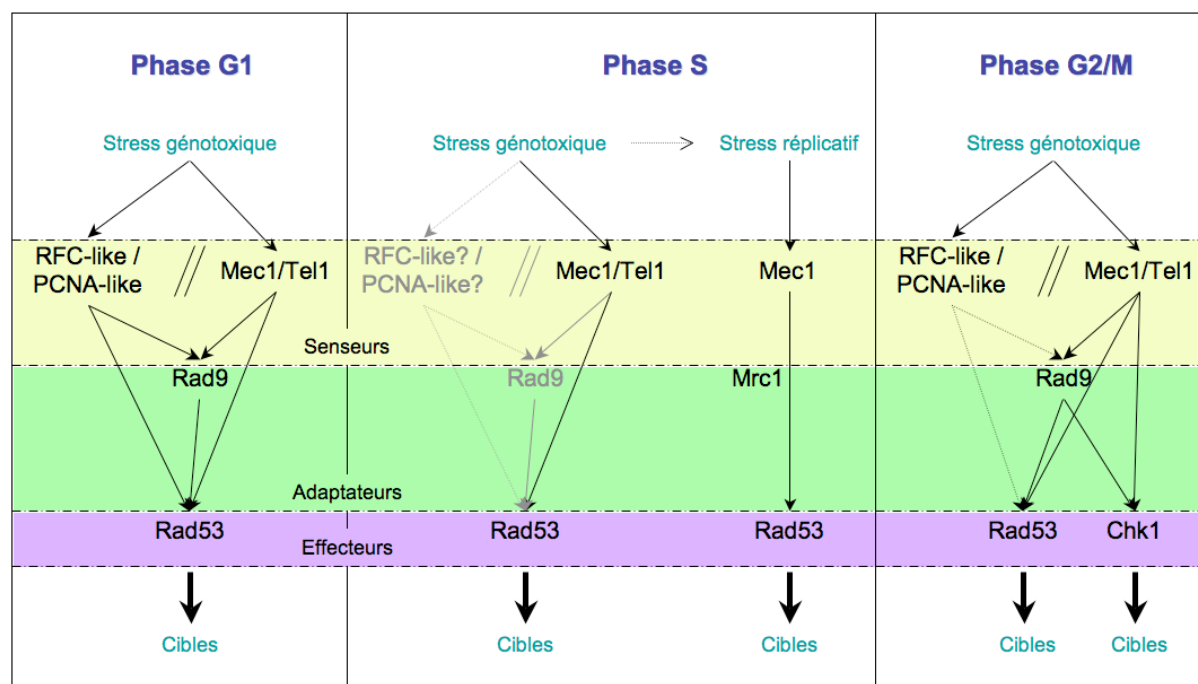 Phase G1
Phase S
Phase G2/M
Stress génotoxique
Stress génotoxique
Stress réplicatif
Stress génotoxique
RFC-like /
PCNA-like
//
Mec1/Tel1
RFC-like? /
PCNA-like?
//
Mec1/Tel1
Mec1
RFC-like /
PCNA-like
//
Mec1/Tel1
Senseurs
Rad9
Rad9
Mrc1
Rad9
Adaptateurs
Rad53
Rad53
Rad53
Rad53
Chk1
Effecteurs
Cibles
Cibles
Cibles
Cibles
Cibles